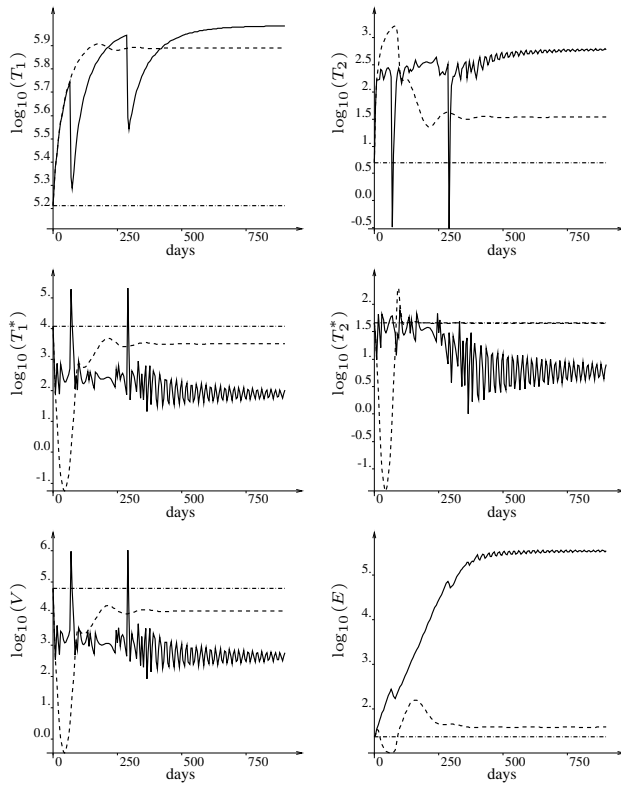 log10(T1)
5.9
5.8
5.7
5.6
5.5
5.4
5.3
5.2
0 250 500 750
days
log10(T2)
3.
2.5
2.
1.5
1.
0.5
0.0
-0.5
0 250 500 750
days
log10(T1*)
5.
4.
3.
2.
1.
0.0
-1.
0 250 500 750
days
log10(T2*)
2.
1.5
1.
0.5
0.0
-0.5
-1.
0 250 500 750
days
log10(V)
6.
5.
4.
3.
2.
1.
0.0
0 250 500 750
days
log10(E)
5.
4.
3.
2.
0 250 500 750
days